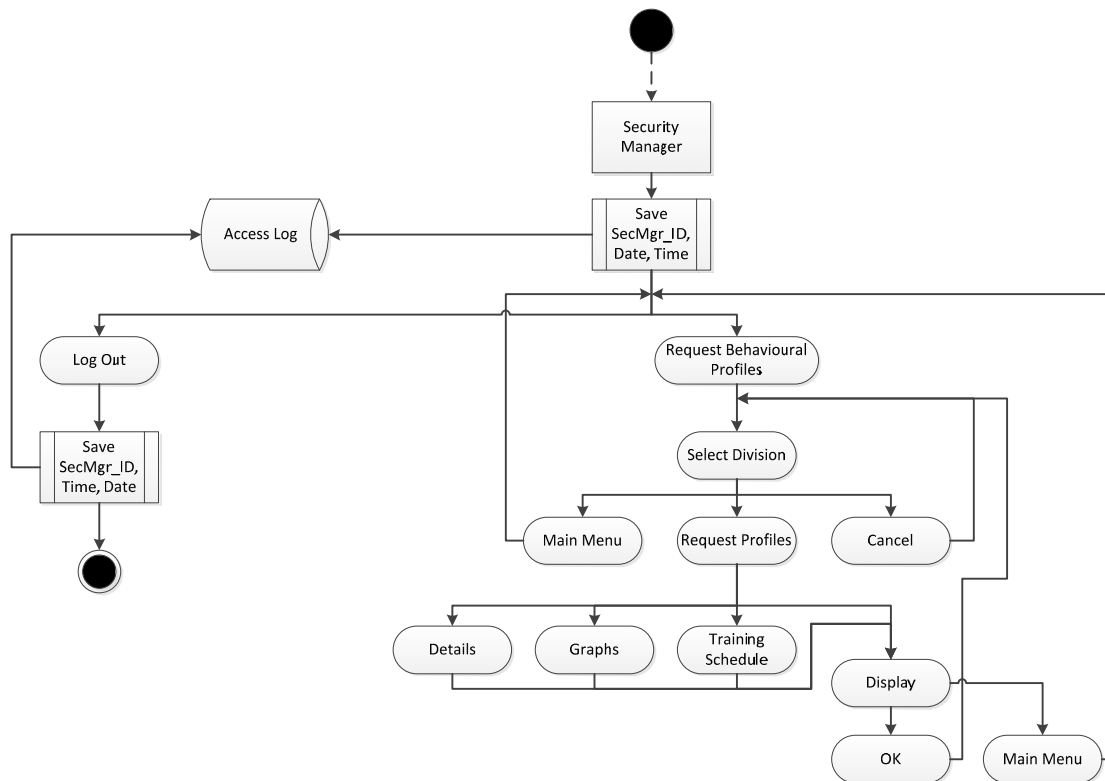 Security
Manager
Save
SecMgr_ID,
Date, Time
Access Log
Log Out
Request Behavioural
Profiles
Save
SecMgr_ID,
Time, Date
Select Division
Main Menu
Request Profiles
Cancel
Details
Graphs
Training
Schedule
Display
OK
Main Menu